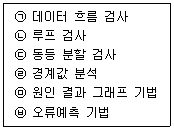 ㉠ 데이터 흐름 검사
㉡ 루프 검사
㉢ 동등 분할 검사
㉣ 경계값 분석
㉤ 원인 결과 그래프 기법
㉥ 오류예측 기법